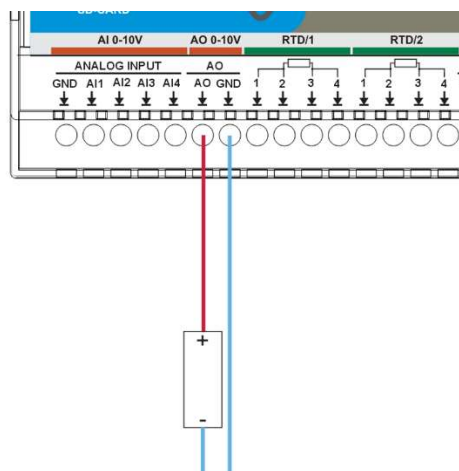 SD-CARD
AI 0-10V AO 0-10V RTD/1 RTD/2
ANALOG INPUT AO
GND AI1 AI2 AI3 AI4 AO GND 1 2 3 4 1 2 3 4
+
-